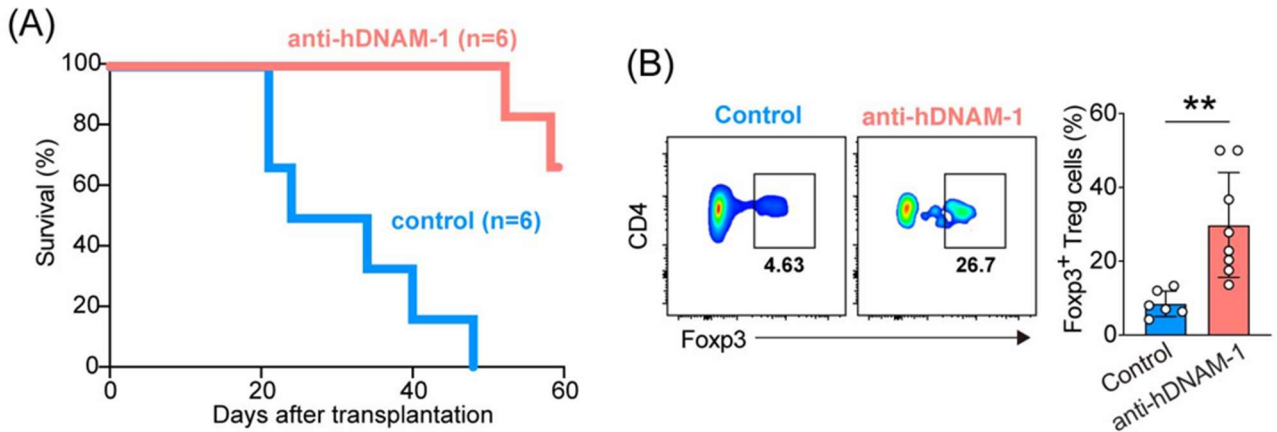 (A)
anti-hDNAM-1 (n=6)
control (n=6)
Survival (%)
100
80
60
40
20
0
0 20 40 60
Days after transplantation
(B)
Control anti-hDNAM-1
CD4
4.63 26.7
Foxp3
Foxp3+ Treg cells (%)
60
40
20
0
**
Control
anti-hDNAM-1